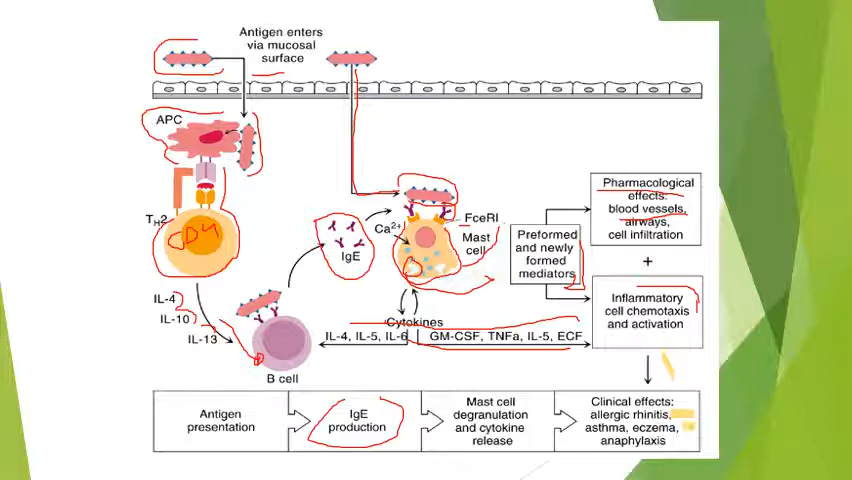 Antigen enters
via mucosal
surface
APC
TH2
CD4
IL-4
IL-10
IL-13
B cell
IgE
Ca2+
FceRI
Mast
cell
Cytokines
IL-4, IL-5, IL-6
GM-CSF, TNFa, IL-5, ECF
Preformed
and newly
formed
mediators
Pharmacological
effects:
blood vessels,
airways,
cell infiltration
+
Inflammatory
cell chemotaxis
and activation
Antigen
presentation
IgE
production
Mast cell
degranulation
and cytokine
release
Clinical effects:
allergic rhinitis,
asthma, eczema,
anaphylaxis